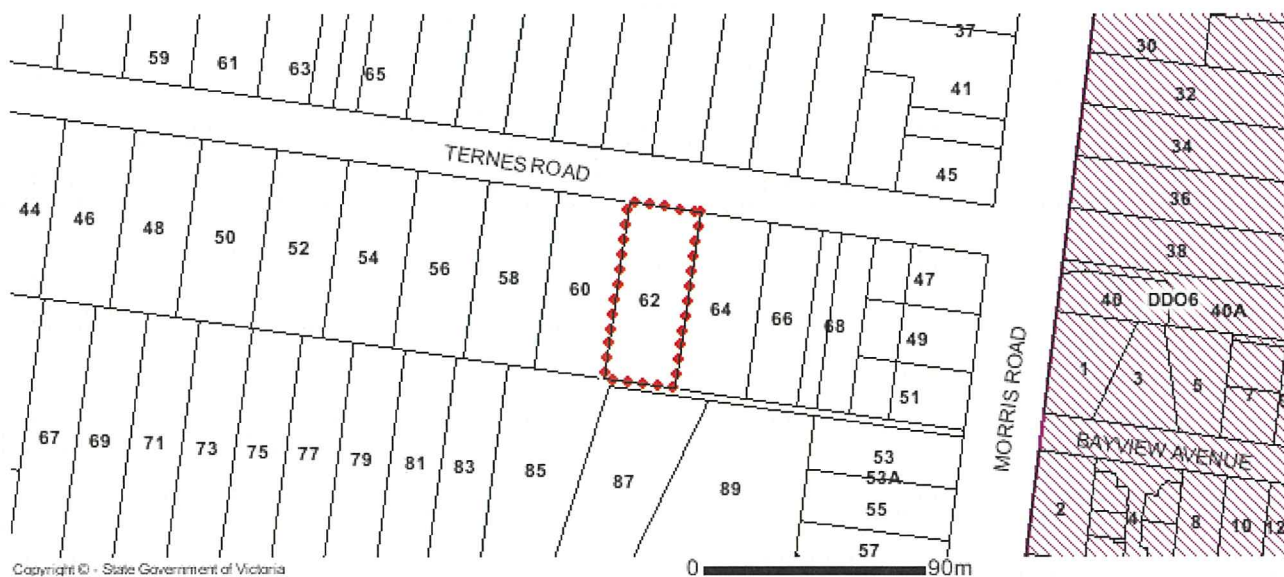 37
59 61 63 65
41
45
30
32
34
36
38
TERNES ROAD
44 46 48 50 52 54 56 58 60 62 64 66 68
47
49
51
40 DDO6 40A
1 3 5 7
MORRIS ROAD
BAYVIEW AVENUE
67 69 71 73 75 77 79 81 83 85 87 89
53
53A
55
57
2 4 8 10 12
Copyright © - State Government of Victoria
0 90m